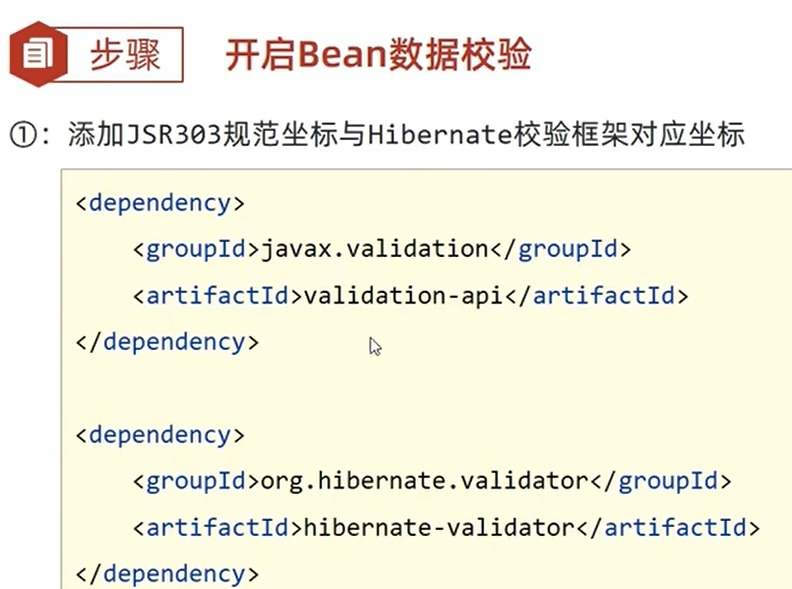 步骤
开启Bean数据校验
①：添加JSR303规范坐标与Hibernate校验框架对应坐标
<dependency>
    <groupId>javax.validation</groupId>
    <artifactId>validation-api</artifactId>
</dependency>
<dependency>
    <groupId>org.hibernate.validator</groupId>
    <artifactId>hibernate-validator</artifactId>
</dependency>